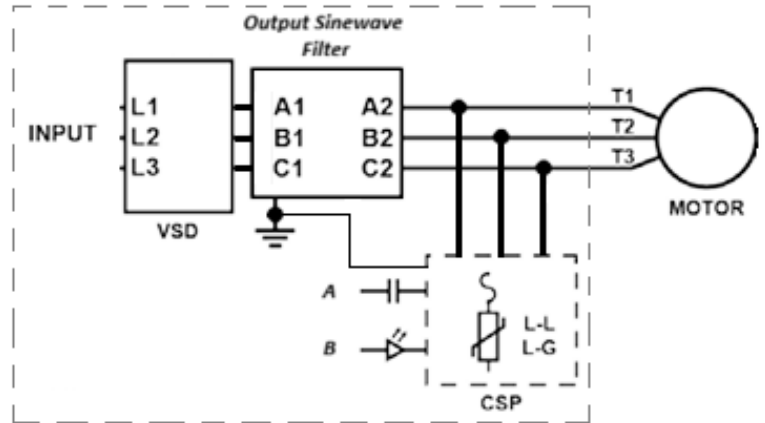 Output Sinewave
Filter
INPUT
L1
L2
L3
VSD
A1 A2
B1 B2
C1 C2
T1
T2
T3
MOTOR
A
B
L-L
L-G
CSP